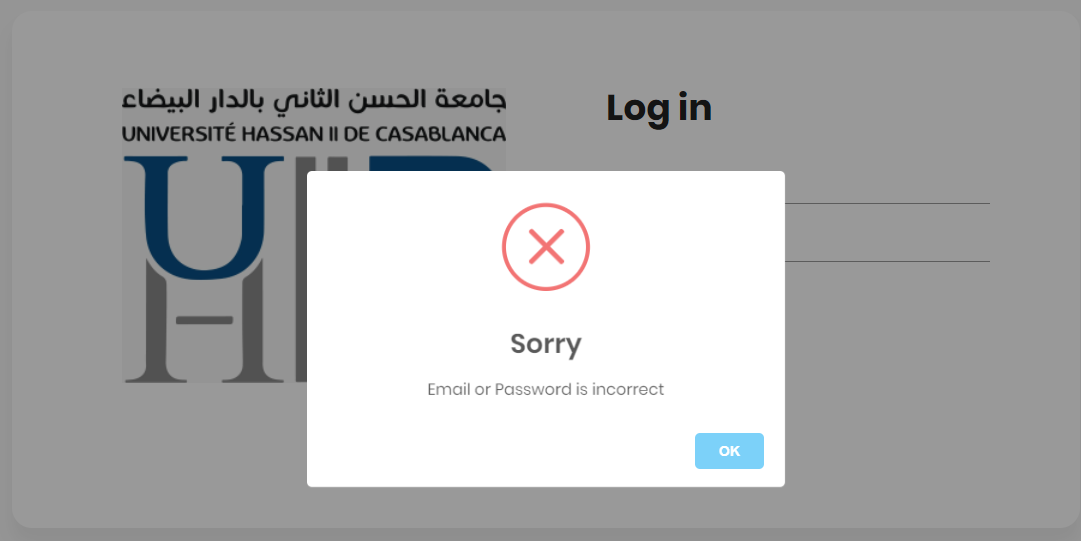 جامعة الحسن الثاني بالدار البيضاء
UNIVERSITÉ HASSAN II DE CASABLANCA
Log in
Sorry
Email or Password is incorrect
OK